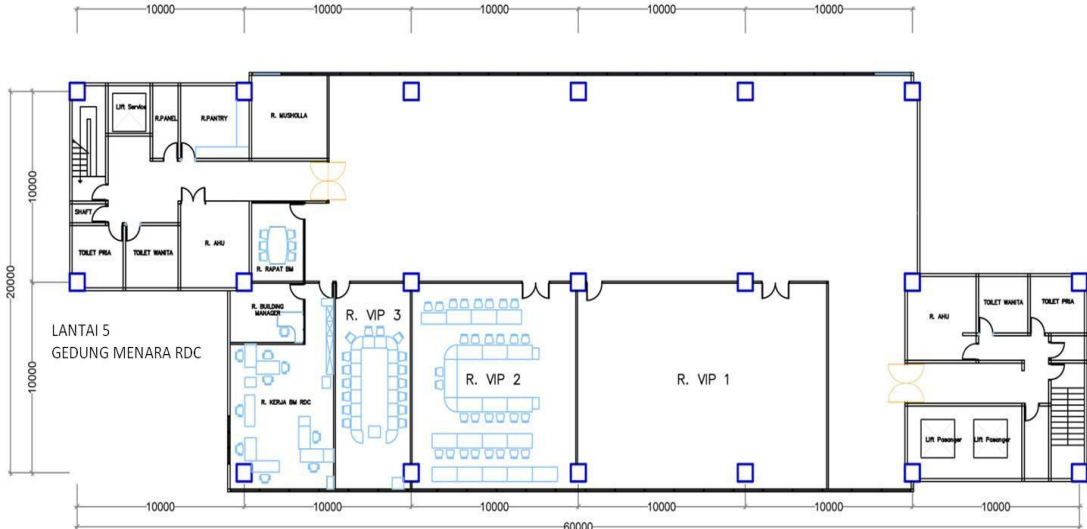 10000 10000 10000 10000 10000
Lift Service
R.PANEL
R.PANTRY
R. MUSHOLLA
10000
20000
SHAFT
TOILET PRIA
TOILET WANITA
R. AHU
R. RAPAT BM
R. BUILDING
MANAGER
R. VIP 3
R. AHU
TOILET WANITA
TOILET PRIA
LANTAI 5
GEDUNG MENARA RDC
10000
R. VIP 2
R. VIP 1
R. KERJA BM RDC
Lift Pasanger
Lift Pasanger
10000 10000 10000 10000 10000 10000
60000